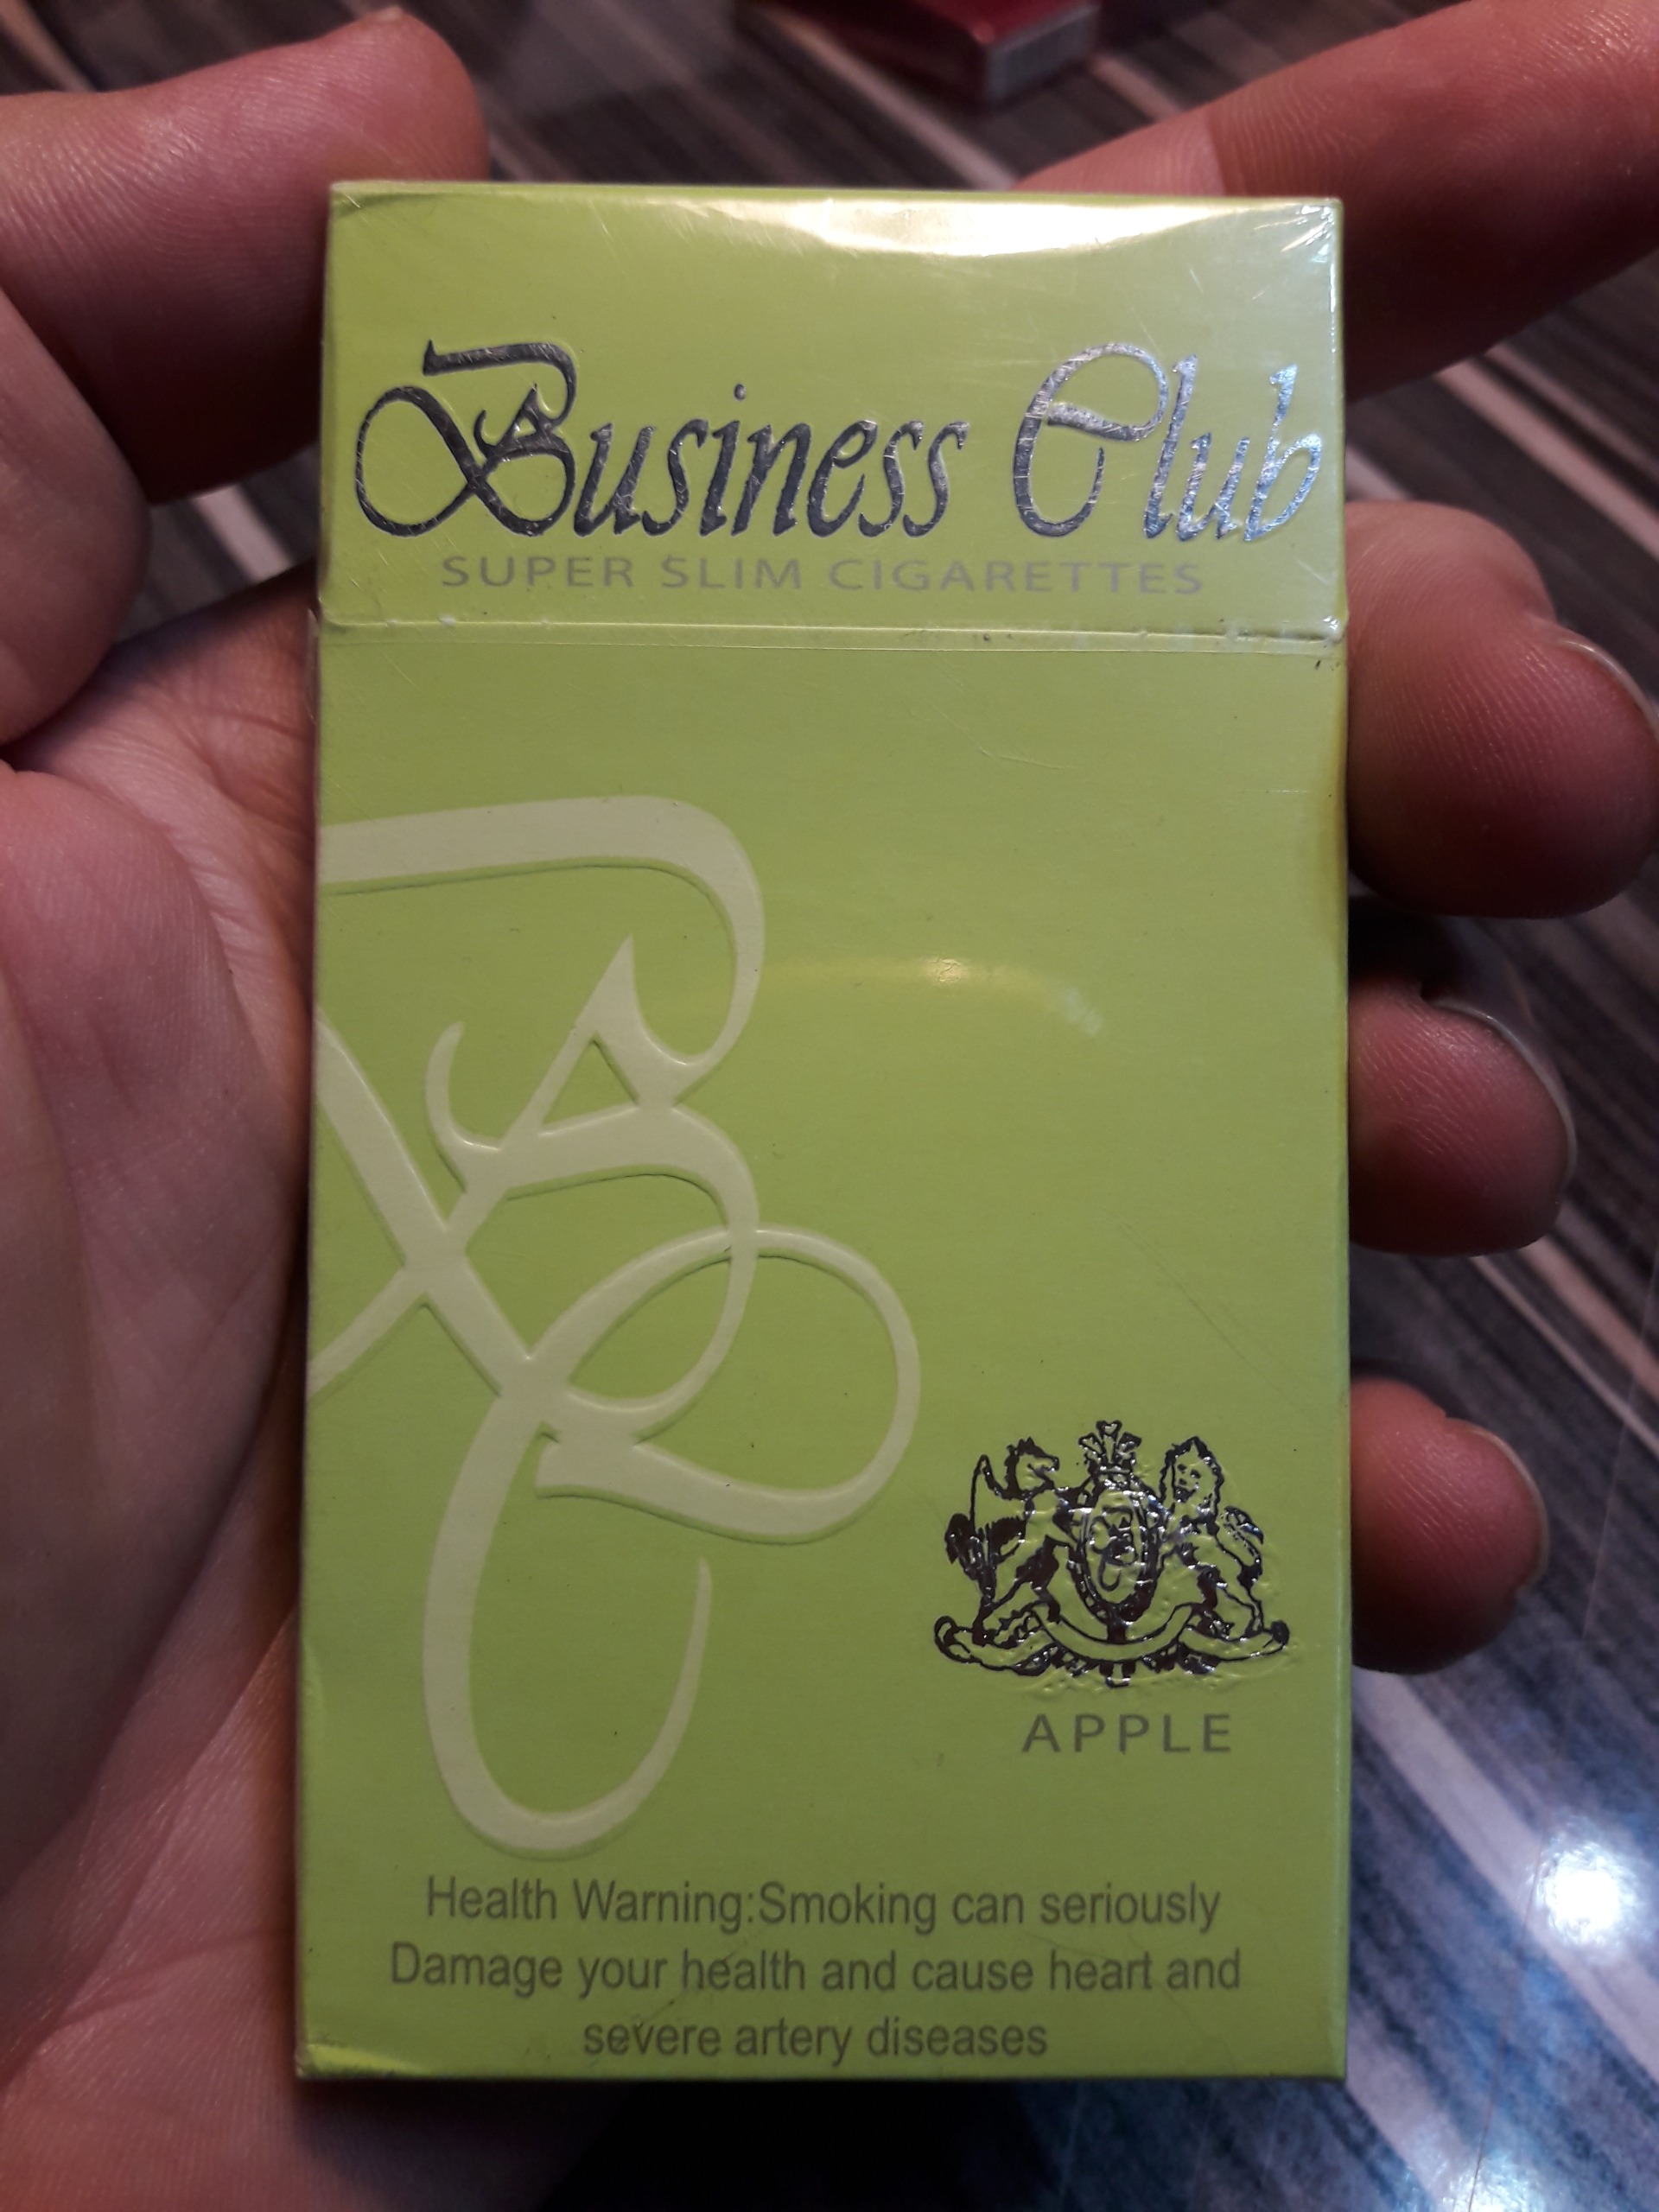 Business Club
SUPER SLIM CIGARETTES
APPLE
Health Warning:Smoking can seriously
Damage your health and cause heart and
severe artery diseases